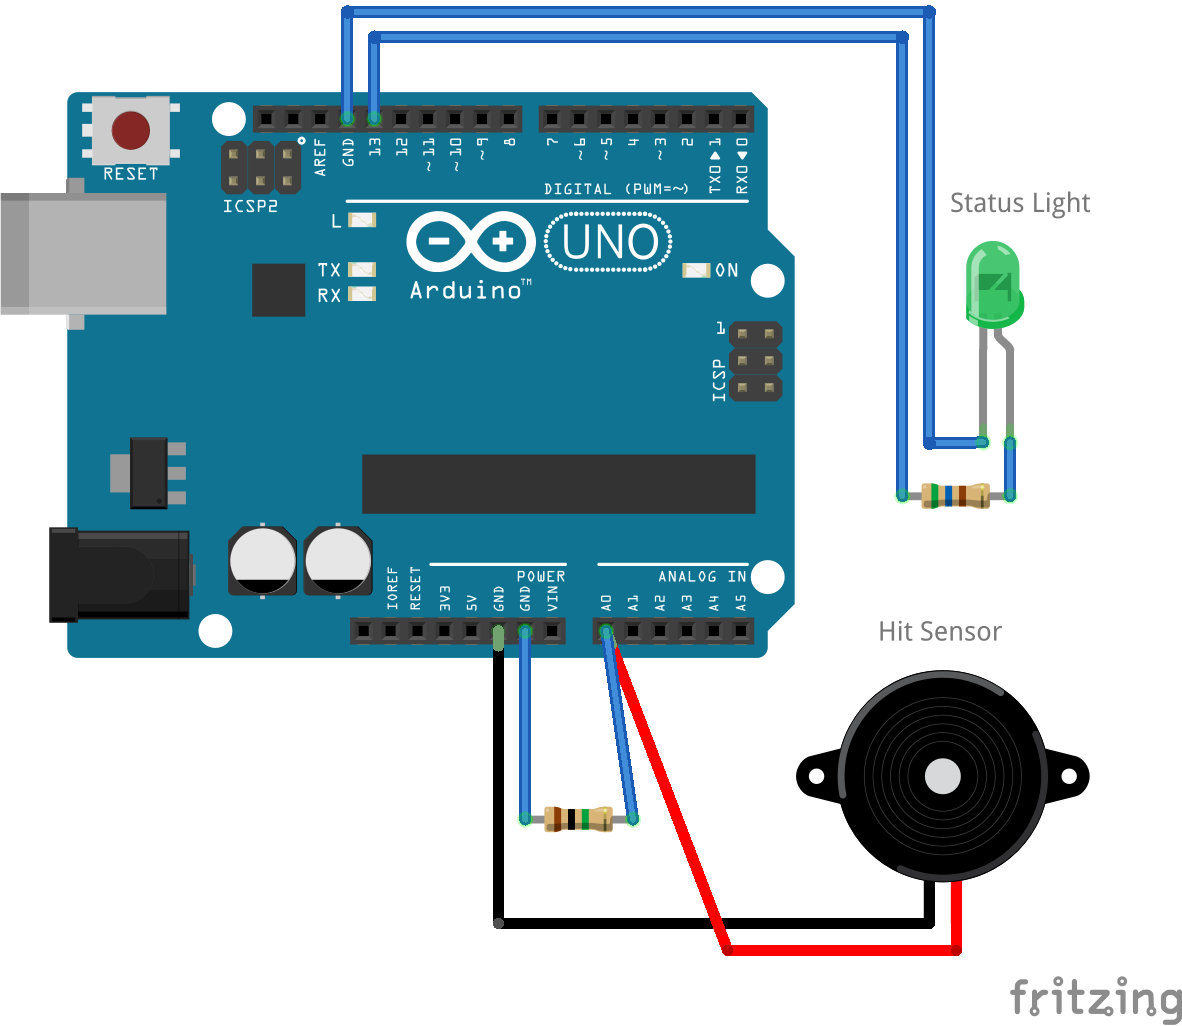 RESET
ICSP2
AREF
GND
13
12
~11
~10
~9
8
7
~6
~5
4
~3
2
TX0▶1
RX0◀0
DIGITAL (PWM=~)
L
TX
RX
UNO
Arduino™
ON
1
ICSP
Status Light
IOREF
RESET
3V3
5V
GND
GND
VIN
POWER
A0
A1
A2
A3
A4
A5
ANALOG IN
Hit Sensor
fritzing